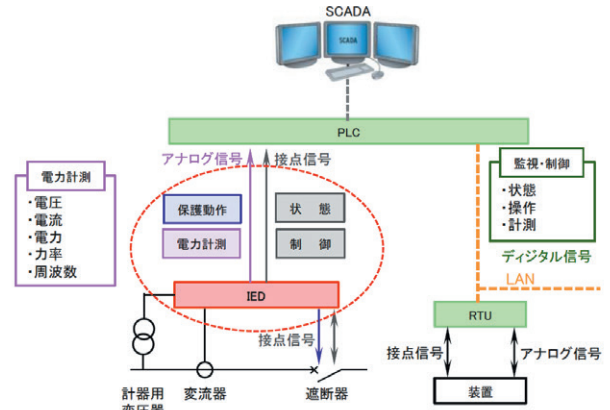 SCADA
SCADA
PLC
アナログ信号
接点信号
電力計測
・電圧
・電流
・電力
・力率
・周波数
保護動作
状 態
電力計測
制 御
監視・制御
・状態
・操作
・計測
ディジタル信号
LAN
IED
RTU
接点信号
接点信号
アナログ信号
計器用
変圧器
変流器
遮断器
装置